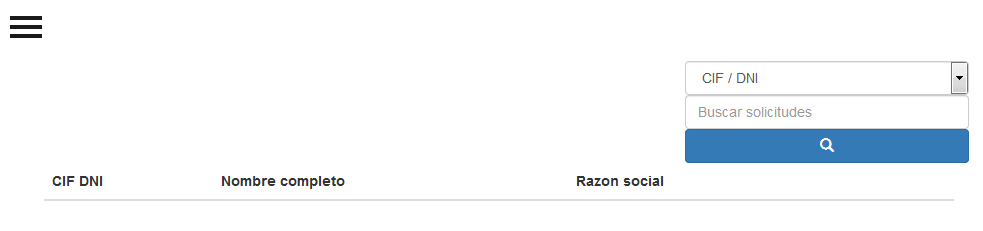 CIF / DNI
Buscar solicitudes
CIF DNI Nombre completo Razon social